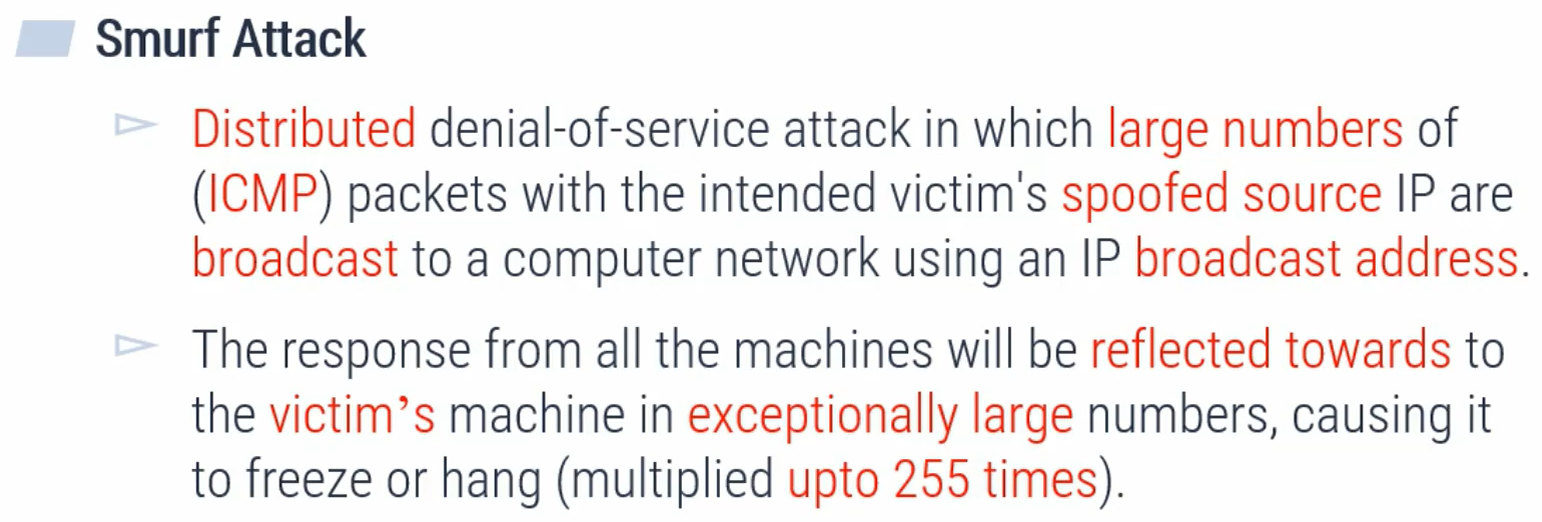 Smurf Attack
Distributed denial-of-service attack in which large numbers of
(ICMP) packets with the intended victim's spoofed source IP are
broadcast to a computer network using an IP broadcast address.
The response from all the machines will be reflected towards to
the victim’s machine in exceptionally large numbers, causing it
to freeze or hang (multiplied upto 255 times).